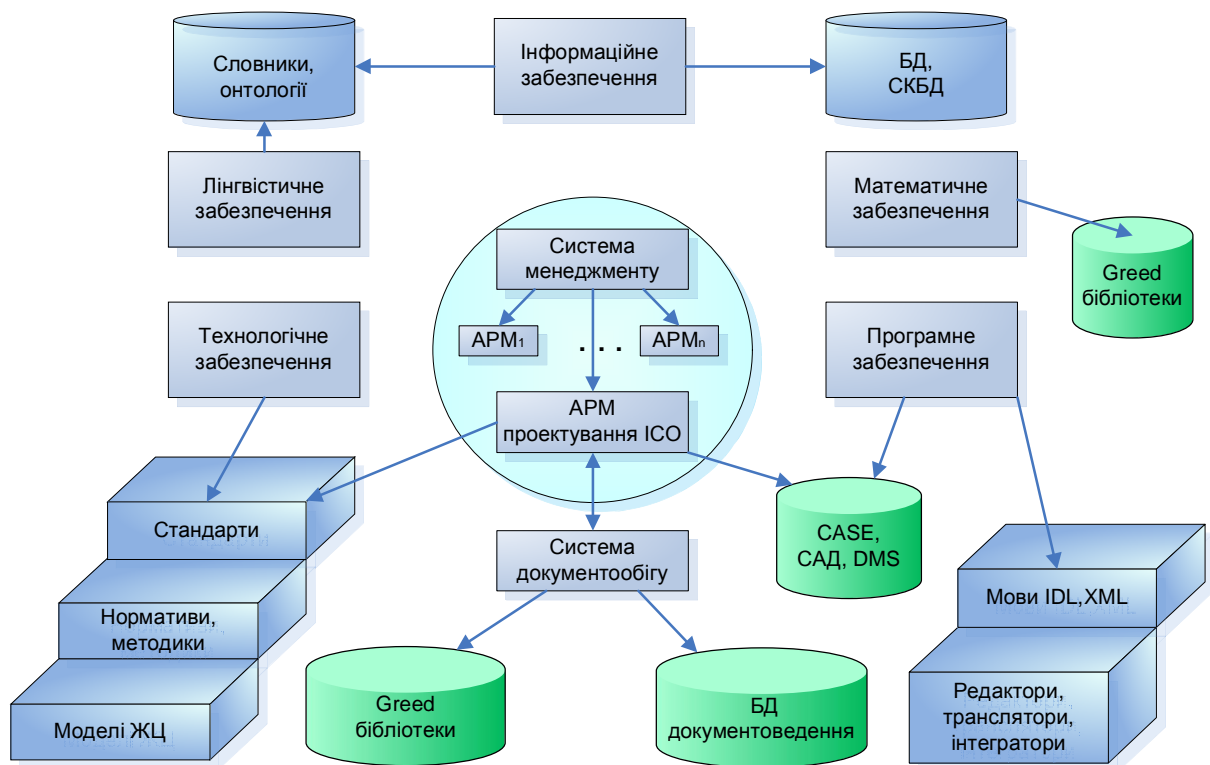 Словники,
онтології
Інформаційне
забезпечення
БД,
СКБД
Лінгвістичне
забезпечення
Математичне
забезпечення
Greed
бібліотеки
Система
менеджменту
АРМ1
. . .
АРМn
Технологічне
забезпечення
Програмне
забезпечення
АРМ
проектування ІСО
Стандарти
Нормативи,
методики
Моделі ЖЦ
Система
документообігу
CASE,
САД, DMS
Мови IDL,XML
Редактори,
транслятори,
інтегратори
Greed
бібліотеки
БД
документоведення